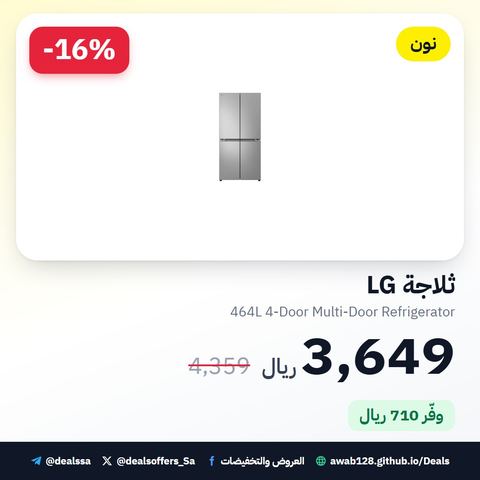 -16%
نون
ثلاجة LG
464L 4-Door Multi-Door Refrigerator
3,649 ريال 4,359
وفّر 710 ريال
@dealssa @dealsoffers_Sa العروض والتخفيضات awab128.github.io/Deals